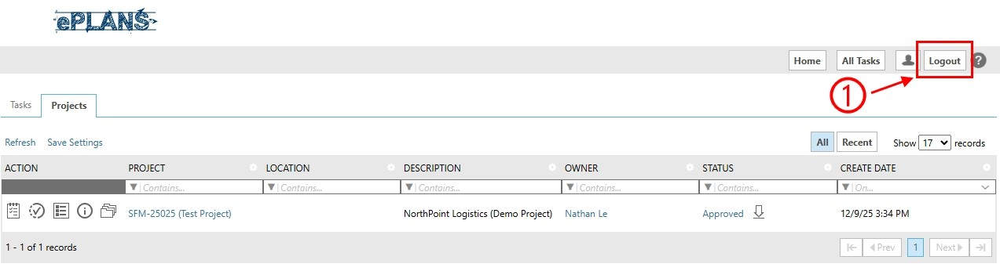 ePLANS
Home All Tasks Logout ?
1
Tasks Projects
Refresh Save Settings All Recent Show 17 records
ACTION PROJECT LOCATION DESCRIPTION OWNER STATUS CREATE DATE
Contains... Contains... Contains... Contains... Contains... On...
SFM-25025 (Test Project) NorthPoint Logistics (Demo Project) Nathan Le Approved 12/9/25 3:34 PM
1 - 1 of 1 records Prev 1 Next